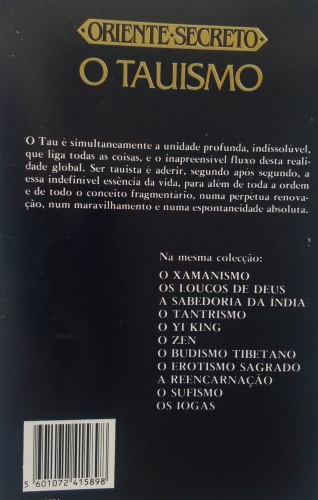 ·ORIENTE·SECRETO·
O TAUISMO
O Tau é simultaneamente a unidade profunda, indissolúvel,
que liga todas as coisas, e o inapreensível fluxo desta reali-
dade global. Ser tauista é aderir, segundo após segundo, a
essa indefinível essência da vida, para além de toda a ordem
e de todo o conceito fragmentário, numa perpétua renova-
ção, num maravilhamento e numa espontaneidade absoluta.
Na mesma colecção:
O XAMANISMO
OS LOUCOS DE DEUS
A SABEDORIA DA ÍNDIA
O TANTRISMO
O YI KING
O ZEN
O BUDISMO TIBETANO
O EROTISMO SAGRADO
A REENCARNAÇÃO
O SUFISMO
OS IOGAS
5 601072 415898